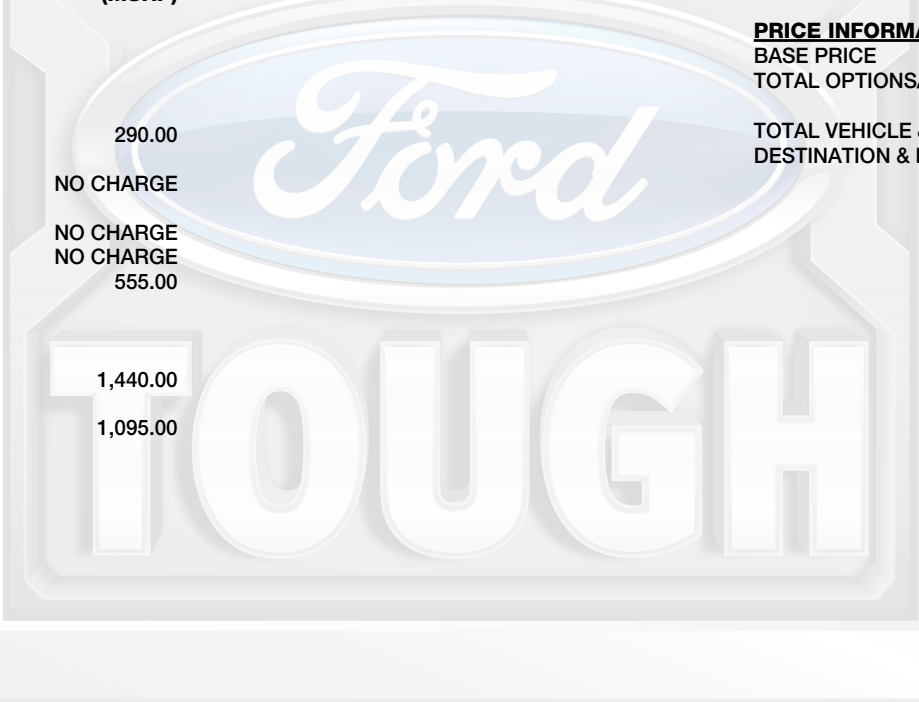 (MSRP)
290.00
NO CHARGE
NO CHARGE
NO CHARGE
555.00
1,440.00
1,095.00
PRICE INFORMA
BASE PRICE
TOTAL OPTIONS
TOTAL VEHICLE &
DESTINATION &
Ford
TOUGH